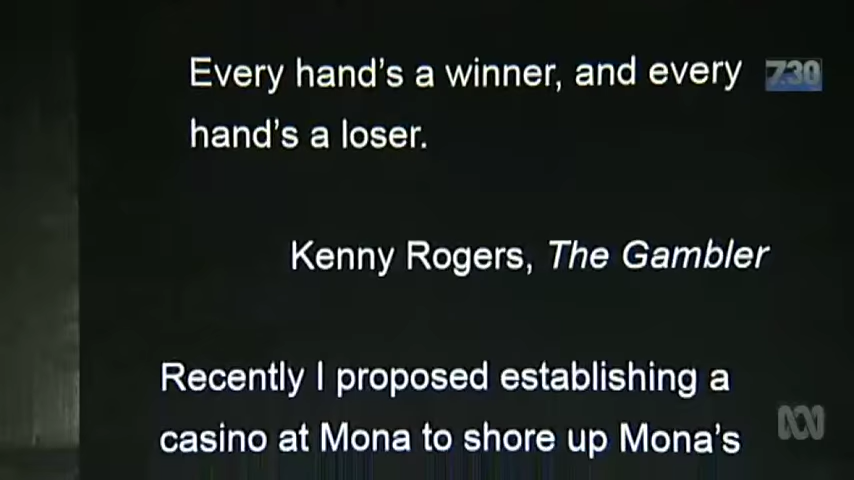 Every hand's a winner, and every
7.30
hand's a loser.
Kenny Rogers, The Gambler
Recently I proposed establishing a
casino at Mona to shore up Mona's
ABC